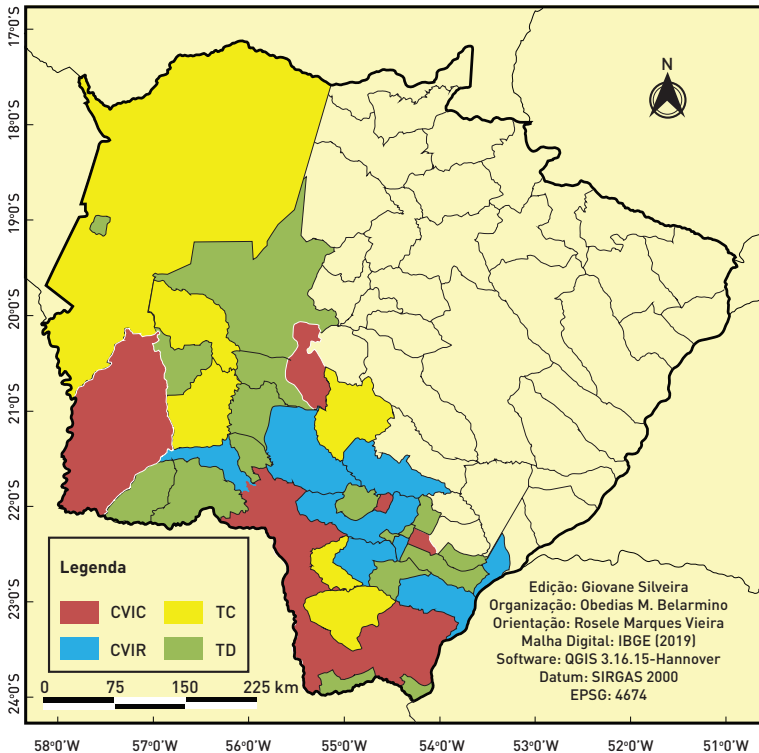 17°0'S
18°0'S
19°0'S
20°0'S
21°0'S
22°0'S
23°0'S
24°0'S
N
Legenda
CVIC
TC
CVIR
TD
0 75 150 225 km
Edição: Giovane Silveira
Organização: Obedias M. Belarmino
Orientação: Rosele Marques Vieira
Malha Digital: IBGE (2019)
Software: QGIS 3.16.15-Hannover
Datum: SIRGAS 2000
EPSG: 4674
58°0'W 57°0'W 56°0'W 55°0'W 54°0'W 53°0'W 52°0'W 51°0'W